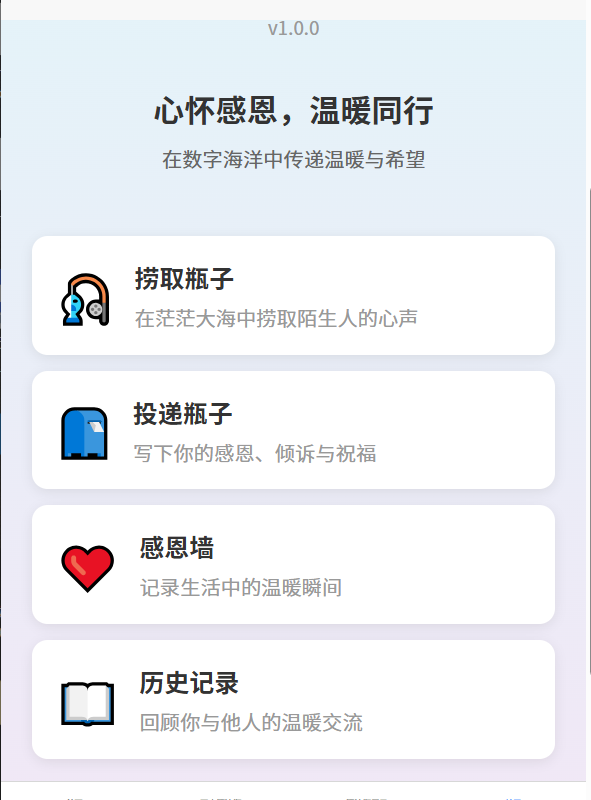 v1.0.0
心怀感恩，温暖同行
在数字海洋中传递温暖与希望
捞取瓶子
在茫茫大海中捞取陌生人的心声
投递瓶子
写下你的感恩、倾诉与祝福
感恩墙
记录生活中的温暖瞬间
历史记录
回顾你与他人的温暖交流